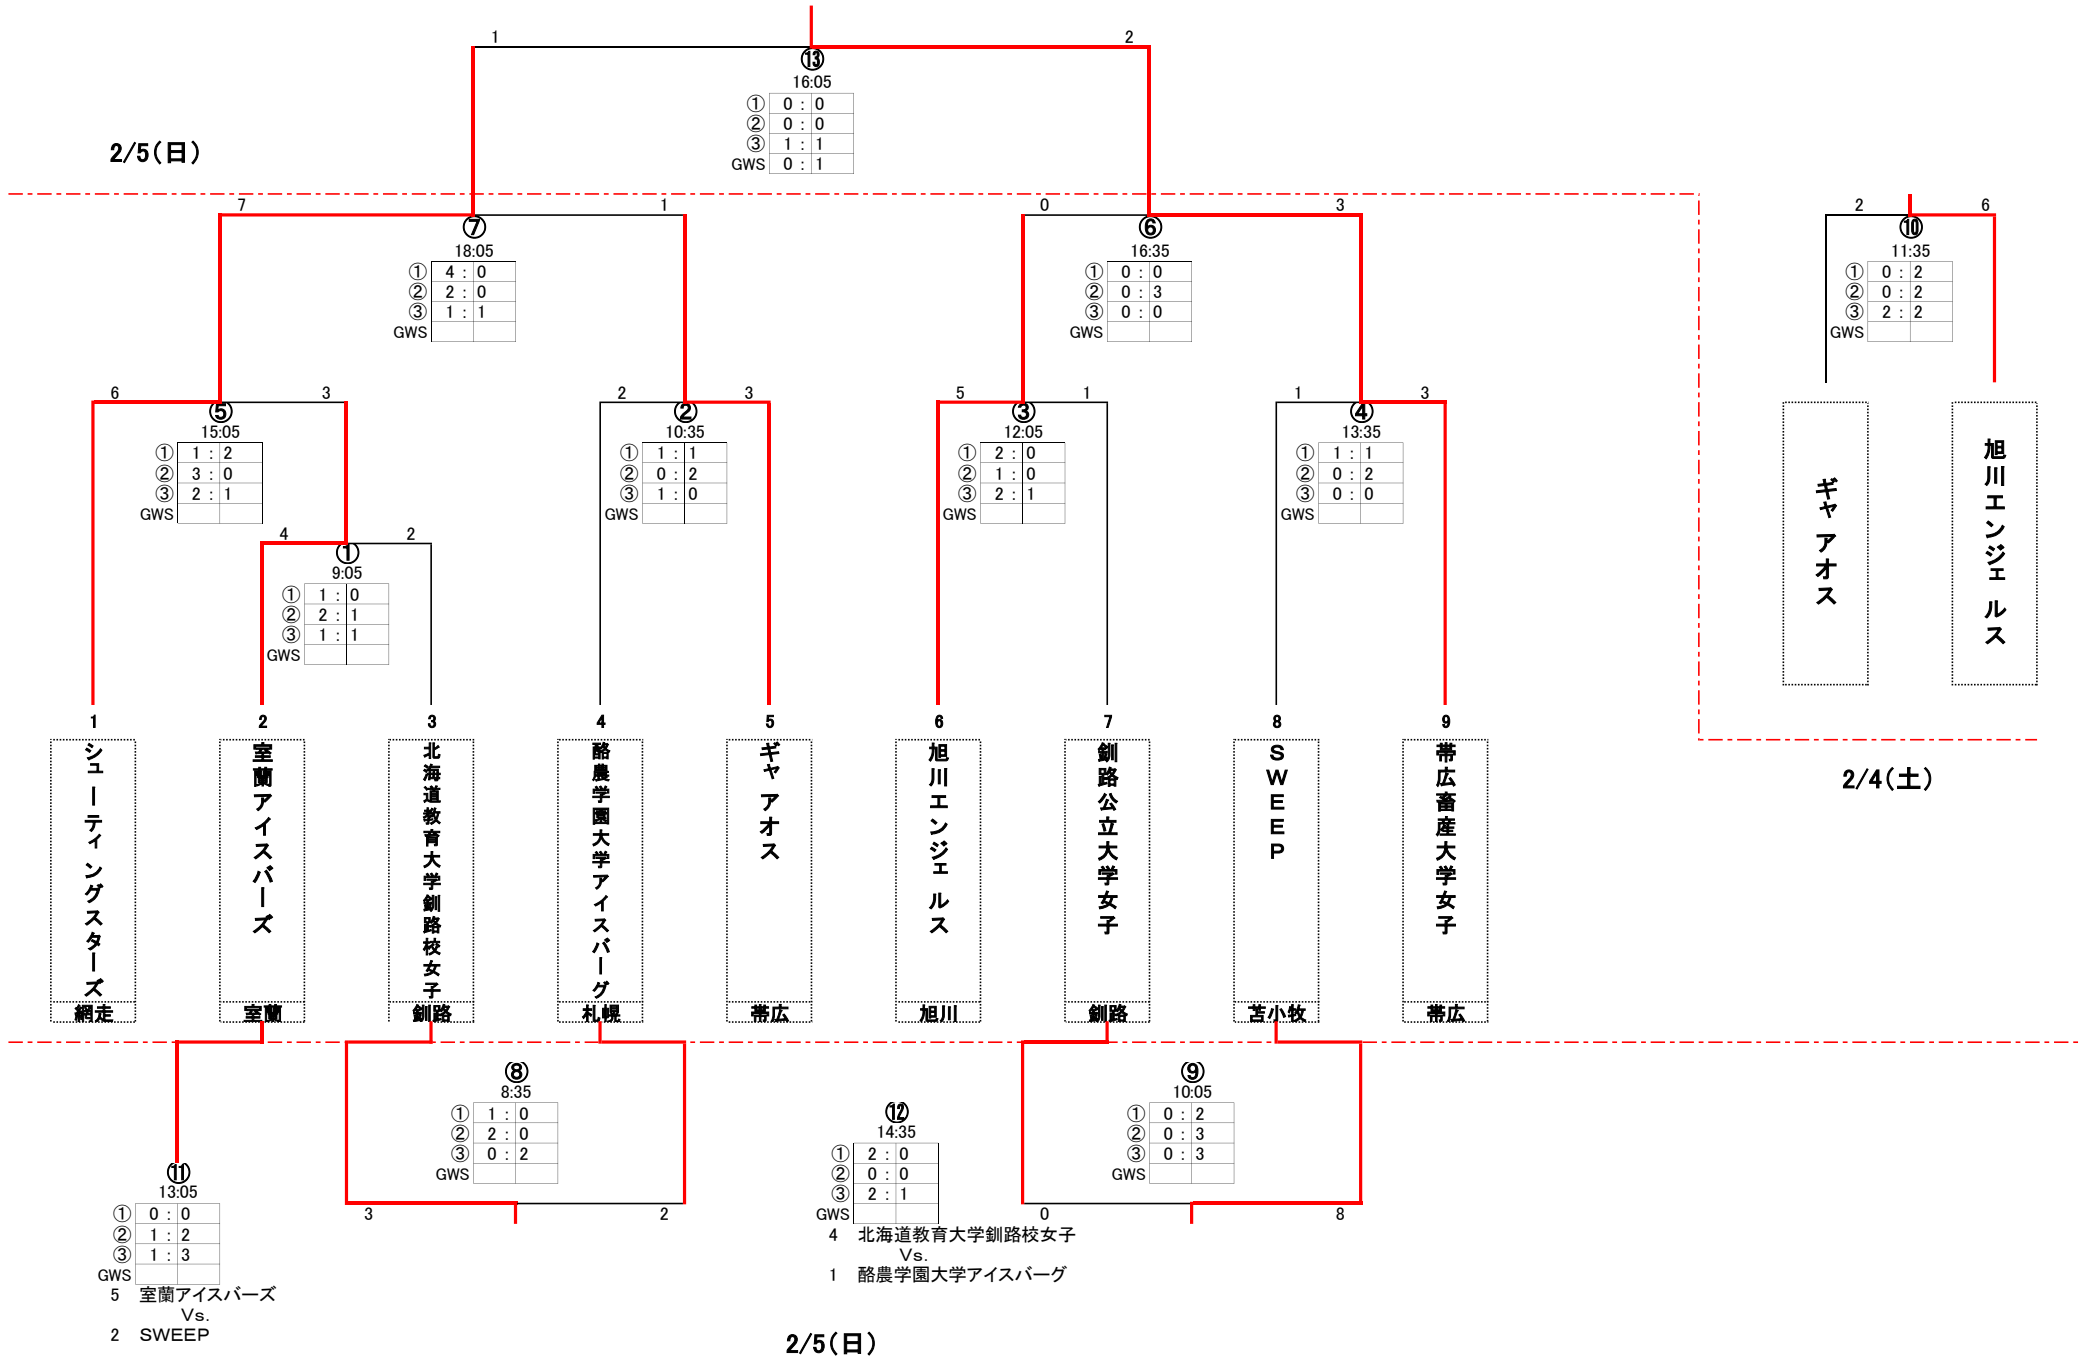 1 2
⑬
16:05
① 0 : 0
② 0 : 0
③ 1 : 1
GWS 0 : 1
2/5(日)
7 1
⑦
18:05
① 4 : 0
② 2 : 0
③ 1 : 1
GWS
0 3
⑥
16:35
① 0 : 0
② 0 : 3
③ 0 : 0
GWS
2 6
⑩
11:35
① 0 : 2
② 0 : 2
③ 2 : 2
GWS
ギャアオス
旭川エンジェルス
2/4(土)
6 3
⑤
15:05
① 1 : 2
② 3 : 0
③ 2 : 1
GWS
2 3
②
10:35
① 1 : 1
② 0 : 2
③ 1 : 0
GWS
5 1
③
12:05
① 2 : 0
② 1 : 0
③ 2 : 1
GWS
1 3
④
13:35
① 1 : 1
② 0 : 2
③ 0 : 0
GWS
4 2
①
9:05
① 1 : 0
② 2 : 1
③ 1 : 1
GWS
1
シューティングスターズ
網走
2
室蘭アイスバーズ
室蘭
3
北海道教育大学釧路校女子
釧路
4
酪農学園大学アイスバーグ
札幌
5
ギャアオス
帯広
6
旭川エンジェルス
旭川
7
釧路公立大学女子
釧路
8
SWEEP
苫小牧
9
帯広畜産大学女子
帯広
⑧
8:35
① 1 : 0
② 2 : 0
③ 0 : 2
GWS
3 2
⑨
10:05
① 0 : 2
② 0 : 3
③ 0 : 3
GWS
0 8
⑪
13:05
① 0 : 0
② 1 : 2
③ 1 : 3
GWS
5 室蘭アイスバーズ
Vs.
2 SWEEP
⑫
14:35
① 2 : 0
② 0 : 0
③ 2 : 1
GWS
4 北海道教育大学釧路校女子
Vs.
1 酪農学園大学アイスバーグ
2/5(日)